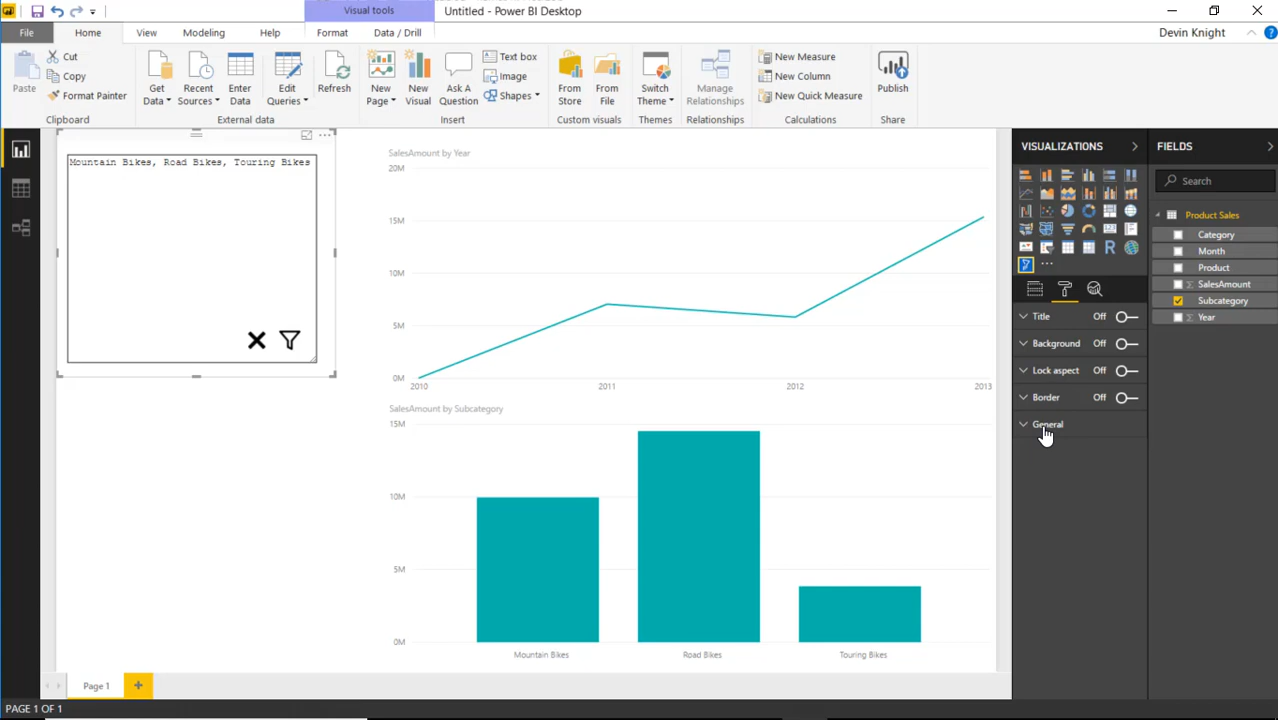 Visual tools
Untitled - Power BI Desktop
File
Home
View
Modeling
Help
Format
Data / Drill
Devin Knight
?
Paste
Cut
Copy
Format Painter
Clipboard
Get Data
Recent Sources
Enter Data
Edit Queries
Refresh
External data
New Page
New Visual
Ask A Question
Text box
Image
Shapes
Insert
From Store
From File
Custom visuals
Switch Theme
Themes
Manage Relationships
Relationships
New Measure
New Column
New Quick Measure
Calculations
Publish
Share
Mountain Bikes, Road Bikes, Touring Bikes
SalesAmount by Year
20M
15M
10M
5M
0M
2010
2011
2012
2013
SalesAmount by Subcategory
15M
10M
5M
0M
Mountain Bikes
Road Bikes
Touring Bikes
VISUALIZATIONS
R
Title Off
Background Off
Lock aspect Off
Border Off
General
FIELDS
Search
Product Sales
Category
Month
Product
Σ SalesAmount
Subcategory
Σ Year
Page 1
PAGE 1 OF 1